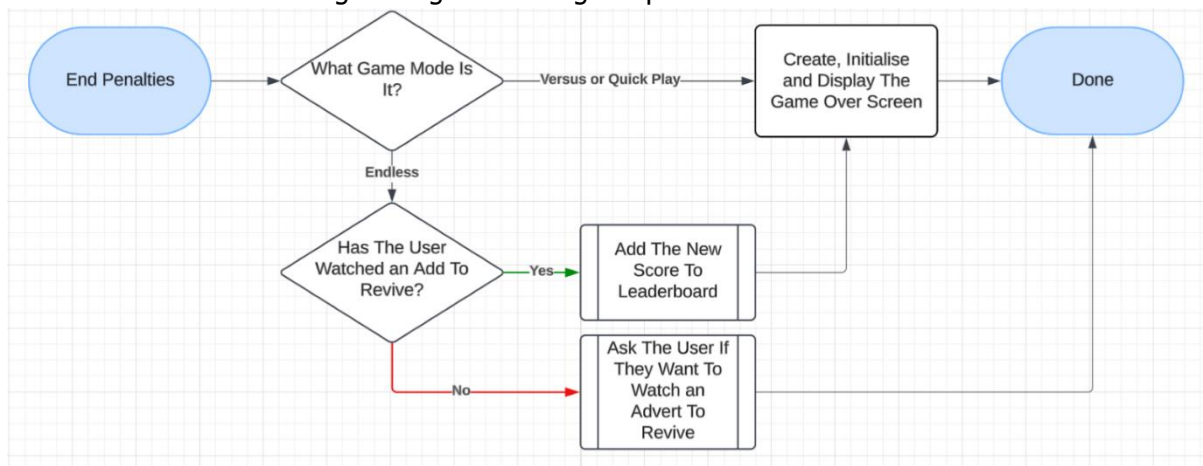 End Penalties
What Game Mode Is
It?
Versus or Quick Play
Create, Initialise
and Display The
Game Over Screen
Done
Endless
Has The User
Watched an Add To
Revive?
Yes
Add The New
Score To
Leaderboard
No
Ask The User If
They Want To
Watch an
Advert To
Revive